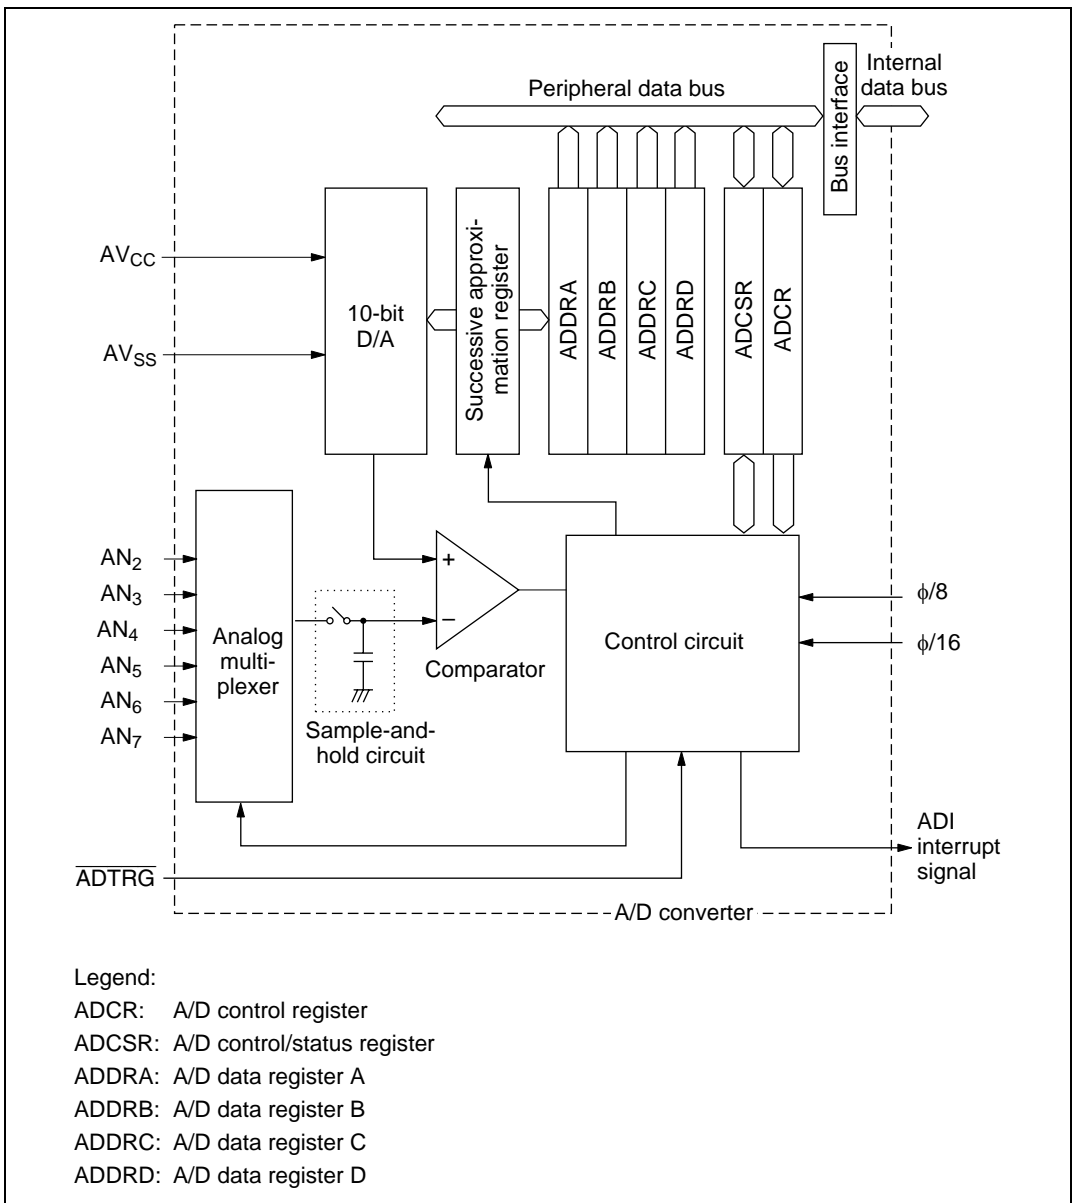 Peripheral data bus
Internal
data bus
Bus interface
AVCC
AVSS
10-bit
D/A
Successive approxi-
mation register
ADDRA
ADDRB
ADDRC
ADDRD
ADCSR
ADCR
AN2
AN3
AN4
AN5
AN6
AN7
Analog
multi-
plexer
Sample-and-
hold circuit
+
−
Comparator
Control circuit
ϕ/8
ϕ/16
ADI
interrupt
signal
ADTRG
A/D converter
Legend:
ADCR: A/D control register
ADCSR: A/D control/status register
ADDRA: A/D data register A
ADDRB: A/D data register B
ADDRC: A/D data register C
ADDRD: A/D data register D